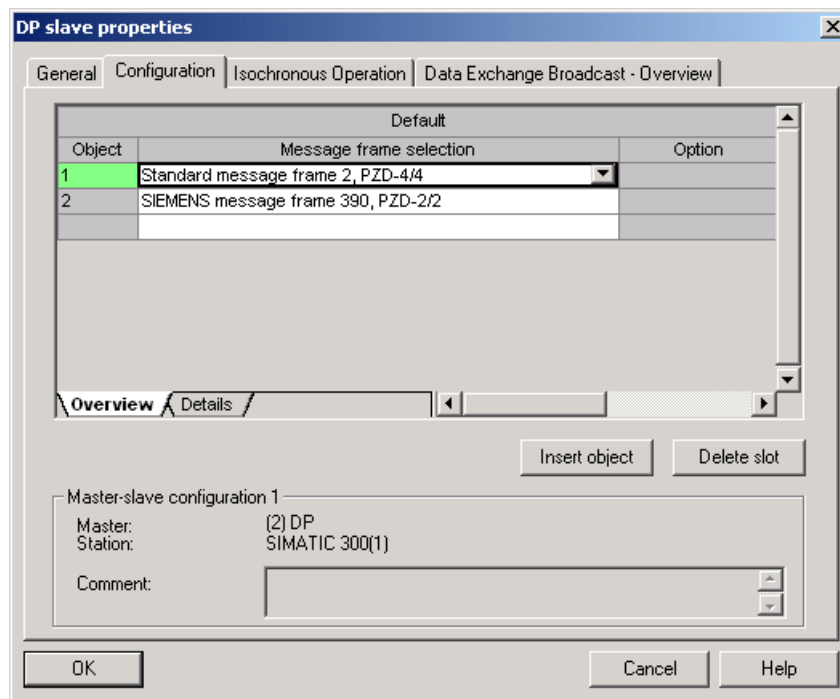 DP slave properties
General Configuration Isochronous Operation Data Exchange Broadcast - Overview
Default
Object Message frame selection Option
1 Standard message frame 2, PZD-4/4
2 SIEMENS message frame 390, PZD-2/2
Overview Details
Insert object Delete slot
Master-slave configuration 1
Master: (2) DP
Station: SIMATIC 300(1)
Comment:
OK Cancel Help